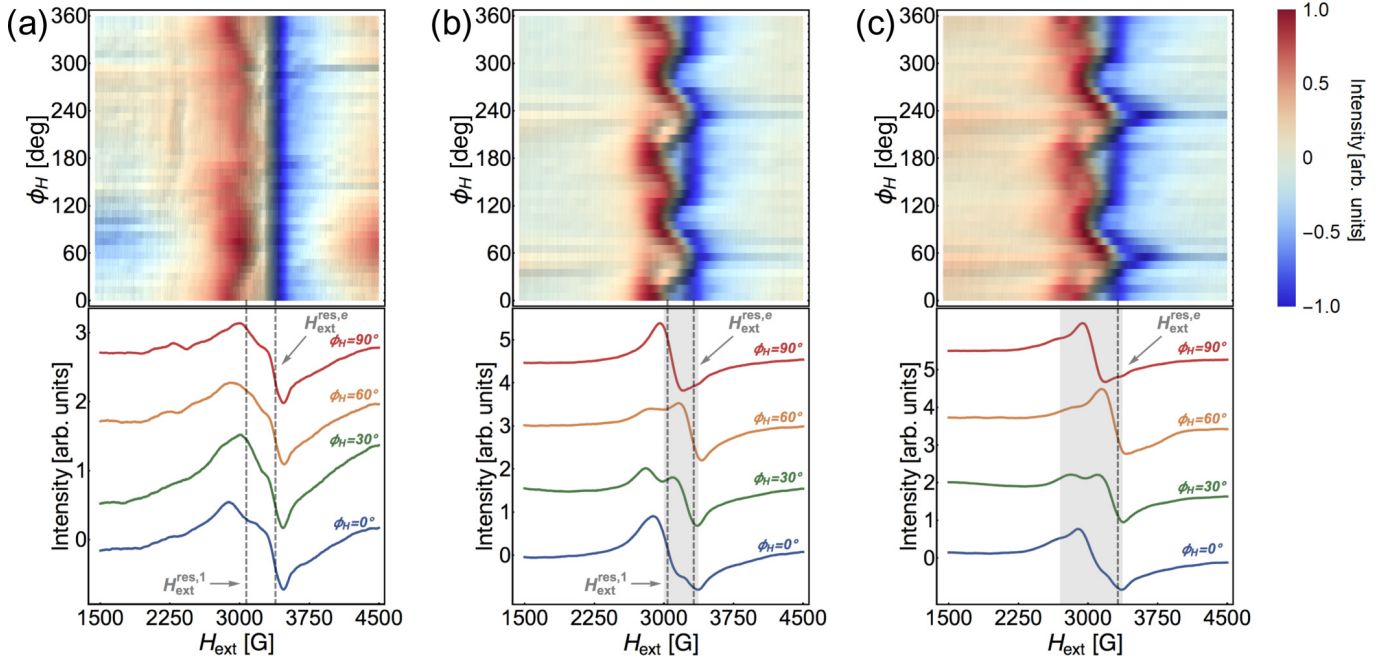 (a)
360
300
240
180
120
60
0
ϕH [deg]
3
2
1
0
Intensity [arb. units]
ϕH=90°
ϕH=60°
ϕH=30°
ϕH=0°
H_ext^res,e
H_ext^res,1
1500 2250 3000 3750 4500
Hext [G]
(b)
360
300
240
180
120
60
0
ϕH [deg]
5
4
3
2
1
0
Intensity [arb. units]
ϕH=90°
ϕH=60°
ϕH=30°
ϕH=0°
H_ext^res,e
H_ext^res,1
1500 2250 3000 3750 4500
Hext [G]
(c)
360
300
240
180
120
60
0
ϕH [deg]
5
4
3
2
1
0
Intensity [arb. units]
ϕH=90°
ϕH=60°
ϕH=30°
ϕH=0°
H_ext^res,e
1500 2250 3000 3750 4500
Hext [G]
1.0
0.5
0
−0.5
−1.0
Intensity [arb. units]